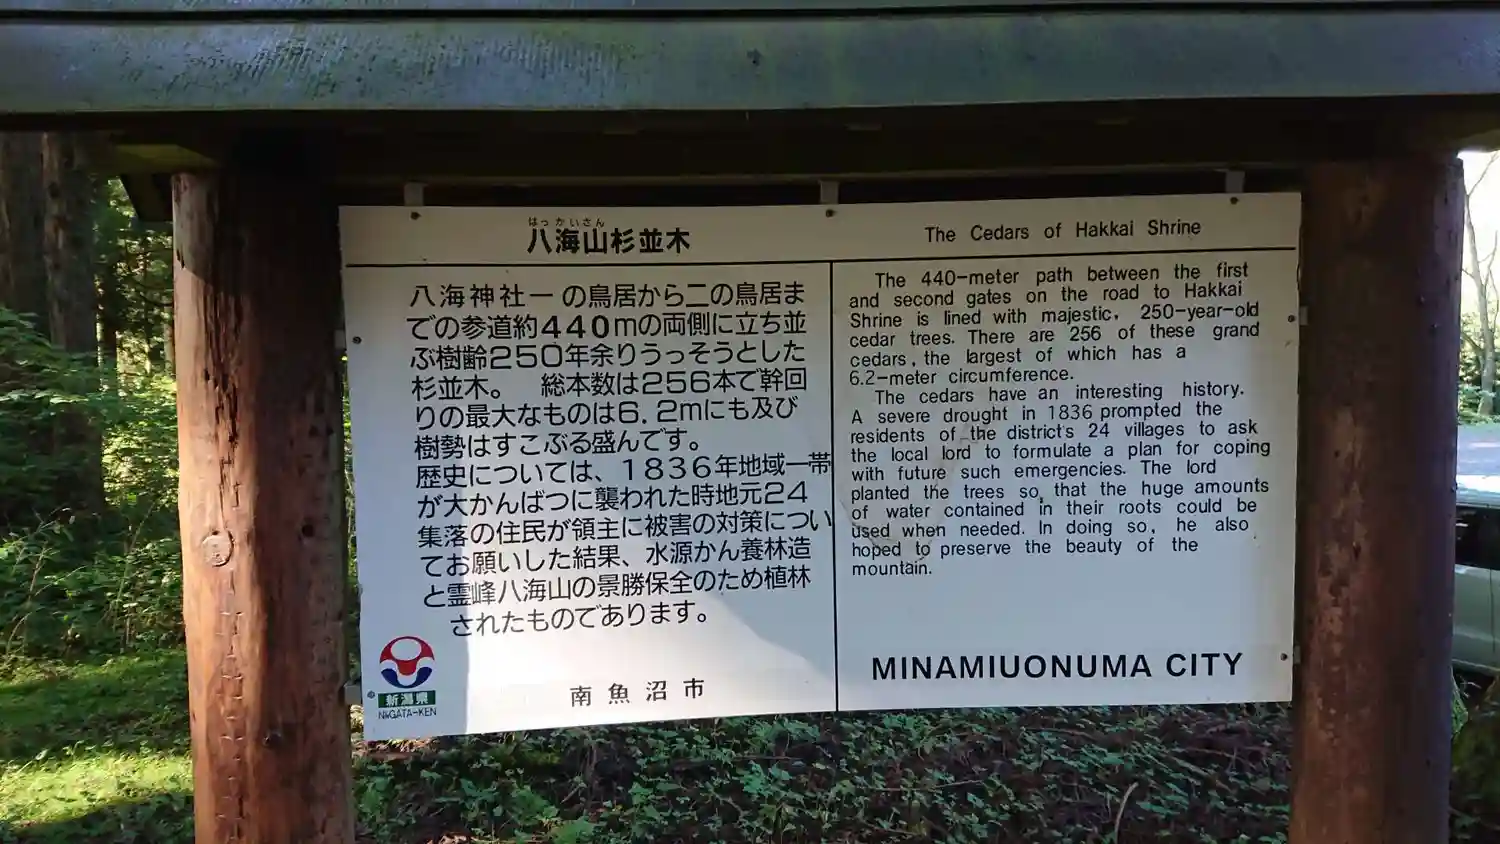 はっかいさん
八海山杉並木
八海神社一の鳥居から二の鳥居ま
での参道約440mの両側に立ち並
ぶ樹齢250年余りうっそうとした
杉並木。 総本数は256本で幹回
りの最大なものは6.2mにも及び
樹勢はすこぶる盛んです。
歴史については、1836年地域一帯
が大かんばつに襲われた時地元24
集落の住民が領主に被害の対策につい
てお願いした結果、水源かん養林造
と霊峰八海山の景勝保全のため植林
されたものであります。
新潟県
NIIGATA-KEN
南魚沼市
The Cedars of Hakkai Shrine
The 440-meter path between the first
and second gates on the road to Hakkai
Shrine is lined with majestic, 250-year-old
cedar trees. There are 256 of these grand
cedars, the largest of which has a
6.2-meter circumference.
The cedars have an interesting history.
A severe drought in 1836 prompted the
residents of the district's 24 villages to ask
the local lord to formulate a plan for coping
with future such emergencies. The lord
planted the trees so, that the huge amounts
of water contained in their roots could be
used when needed. In doing so, he also
hoped to preserve the beauty of the
mountain.
MINAMIUONUMA CITY